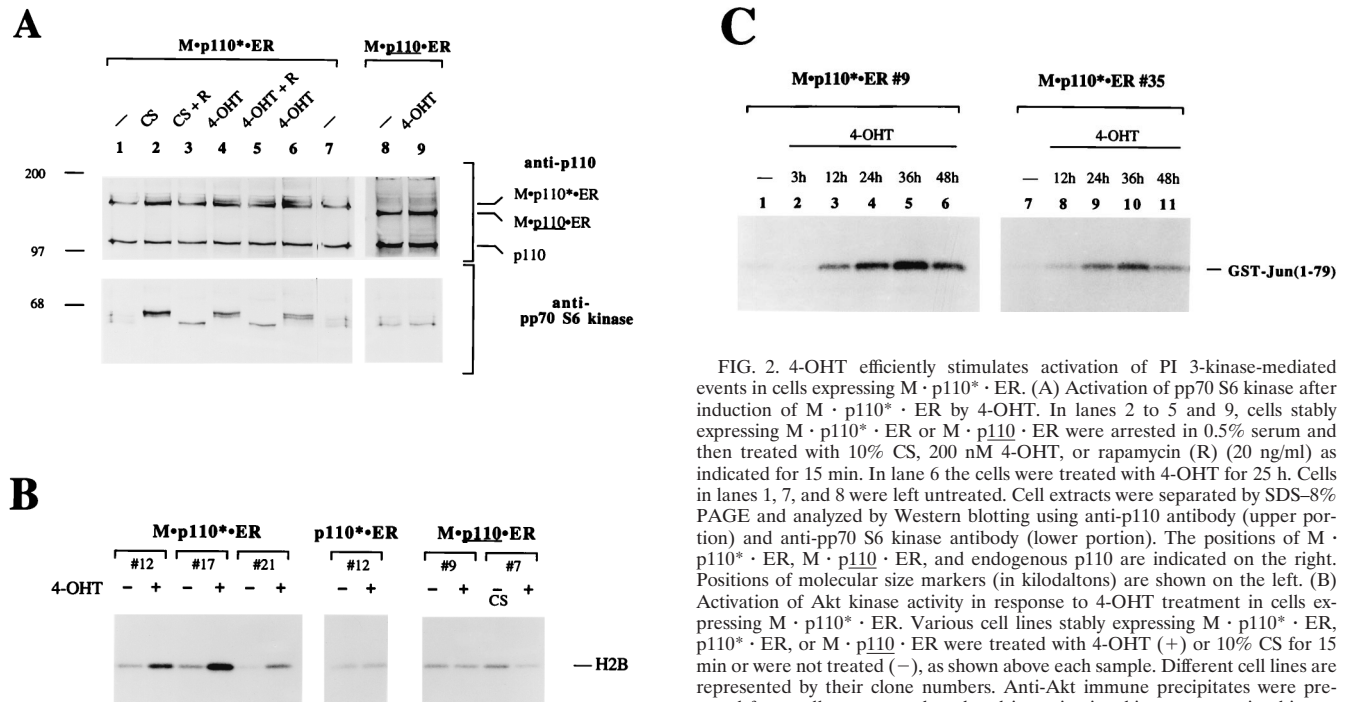 A
M•p110*•ER M•p110•ER
— CS CS + R 4-OHT 4-OHT + R 4-OHT — — 4-OHT
1 2 3 4 5 6 7 8 9
anti-p110
200
M•p110*•ER
M•p110•ER
97
p110
68
anti-
pp70 S6 kinase
B
M•p110*•ER p110*•ER M•p110•ER
#12 #17 #21 #12 #9 #7
4-OHT − + − + − + − + − + − +
CS
H2B
C
M•p110*•ER #9 M•p110*•ER #35
4-OHT 4-OHT
— 3h 12h 24h 36h 48h — 12h 24h 36h 48h
1 2 3 4 5 6 7 8 9 10 11
GST-Jun(1-79)
FIG. 2. 4-OHT efficiently stimulates activation of PI 3-kinase-mediated
events in cells expressing M · p110* · ER. (A) Activation of pp70 S6 kinase after
induction of M · p110* · ER by 4-OHT. In lanes 2 to 5 and 9, cells stably
expressing M · p110* · ER or M · p110 · ER were arrested in 0.5% serum and
then treated with 10% CS, 200 nM 4-OHT, or rapamycin (R) (20 ng/ml) as
indicated for 15 min. In lane 6 the cells were treated with 4-OHT for 25 h. Cells
in lanes 1, 7, and 8 were left untreated. Cell extracts were separated by SDS–8%
PAGE and analyzed by Western blotting using anti-p110 antibody (upper por-
tion) and anti-pp70 S6 kinase antibody (lower portion). The positions of M ·
p110* · ER, M · p110 · ER, and endogenous p110 are indicated on the right.
Positions of molecular size markers (in kilodaltons) are shown on the left. (B)
Activation of Akt kinase activity in response to 4-OHT treatment in cells ex-
pressing M · p110* · ER. Various cell lines stably expressing M · p110* · ER,
p110* · ER, or M · p110 · ER were treated with 4-OHT (+) or 10% CS for 15
min or were not treated (−), as shown above each sample. Different cell lines are
represented by their clone numbers. Anti-Akt immune precipitates were pre-